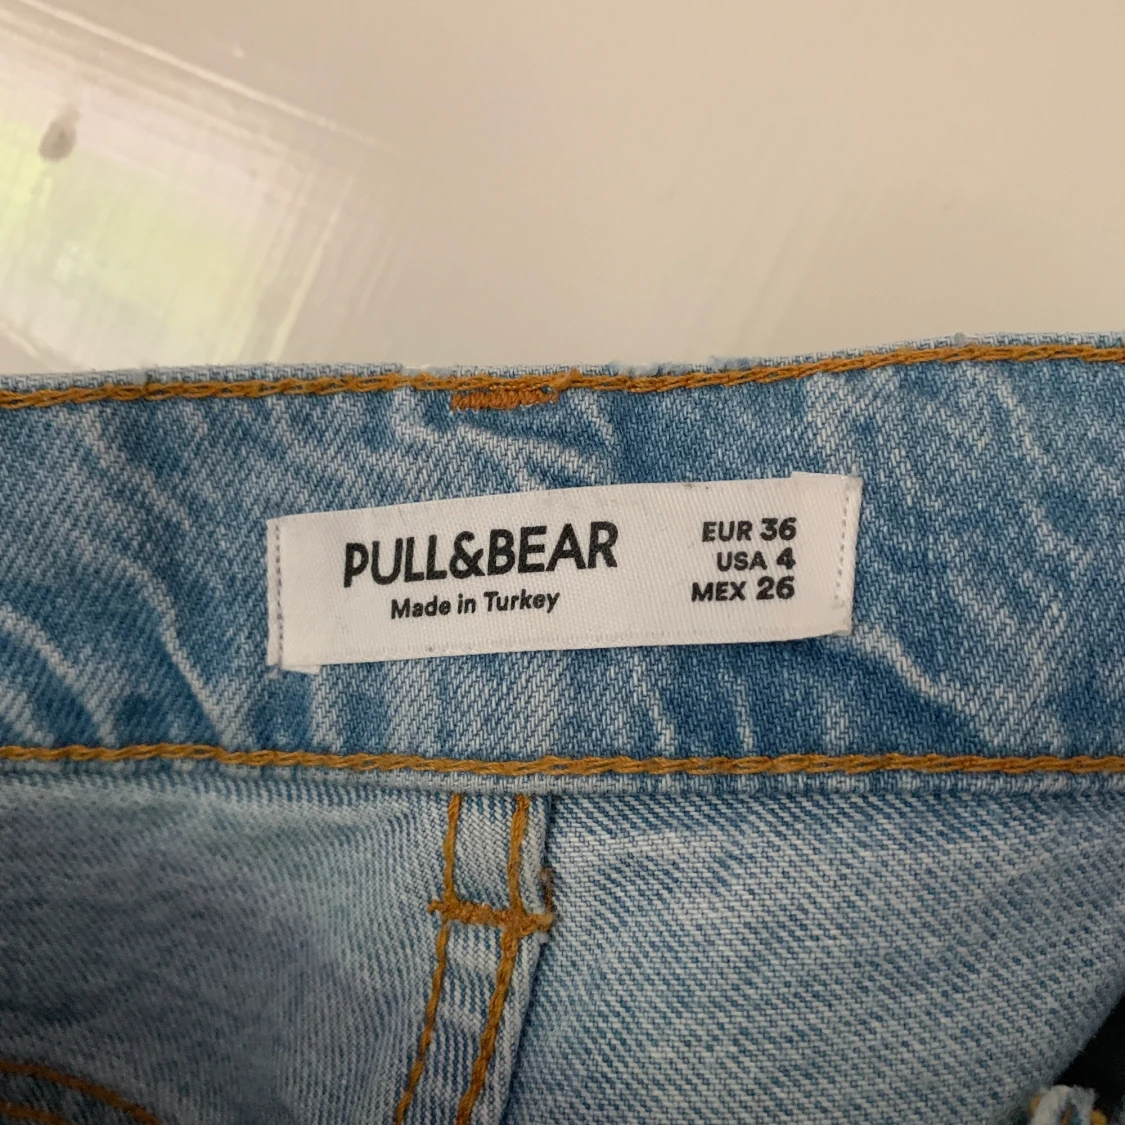 PULL&BEAR
Made in Turkey
EUR 36
USA 4
MEX 26